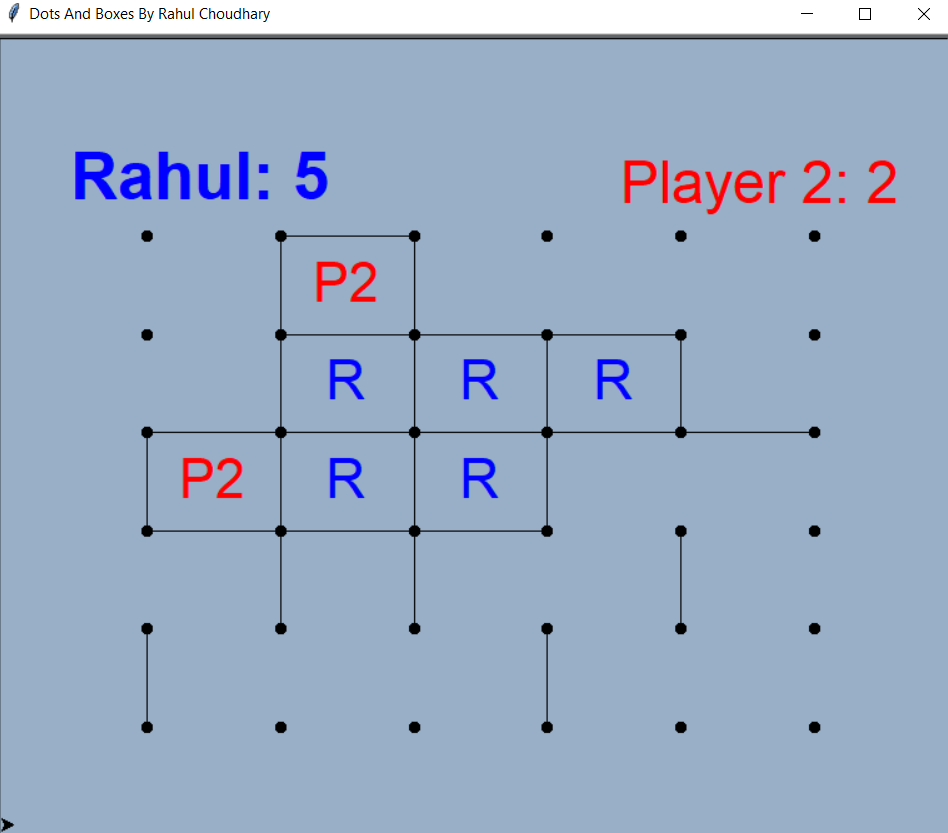 Dots And Boxes By Rahul Choudhary
Rahul: 5
Player 2: 2
P2
R R R
P2 R R